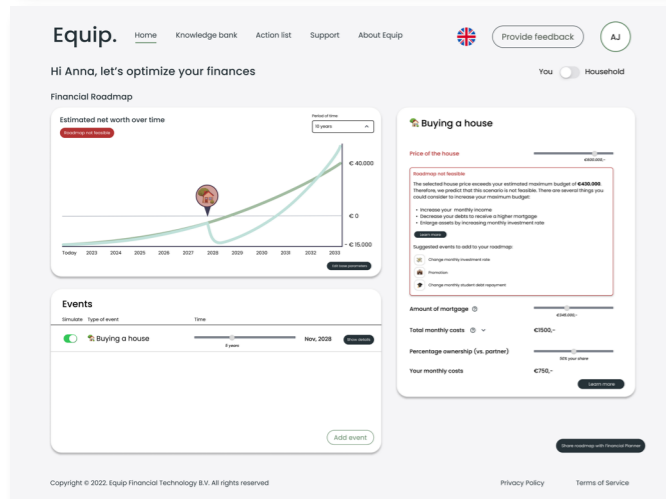 Equip. Home Knowledge bank Action list Support About Equip Provide feedback AJ
Hi Anna, let's optimize your finances
You Household
Financial Roadmap
Estimated net worth over time
Roadmap not feasible
Period of time
10 years
€ 40.000
€ 0
- € 15.000
Today 2023 2024 2025 2026 2027 2028 2029 2030 2031 2032 2033
Events
Simulate Type of event Time
Buying a house
5 years
Nov, 2028
Show details
Add event
Buying a house
Price of the house
Roadmap not feasible
The selected house price exceeds your estimated maximum budget of €430.000.
Therefore, we predict that this scenario is not feasible. There are several things you
could consider to increase your maximum budget:
• Increase your monthly income
• Decrease your debts to receive a higher mortgage
• Enlarge assets by increasing monthly investment rate
Learn more
Suggested events to add to your roadmap:
Change monthly investment rate
Promotion
Change monthly student debt repayment
Amount of mortgage
Total monthly costs €1500,-
Percentage ownership (vs. partner)
50% your share
Your monthly costs €750,-
Learn more
Share roadmap with Financial Planner
Copyright © 2022. Equip Financial Technology B.V. All rights reserved
Privacy Policy Terms of Service